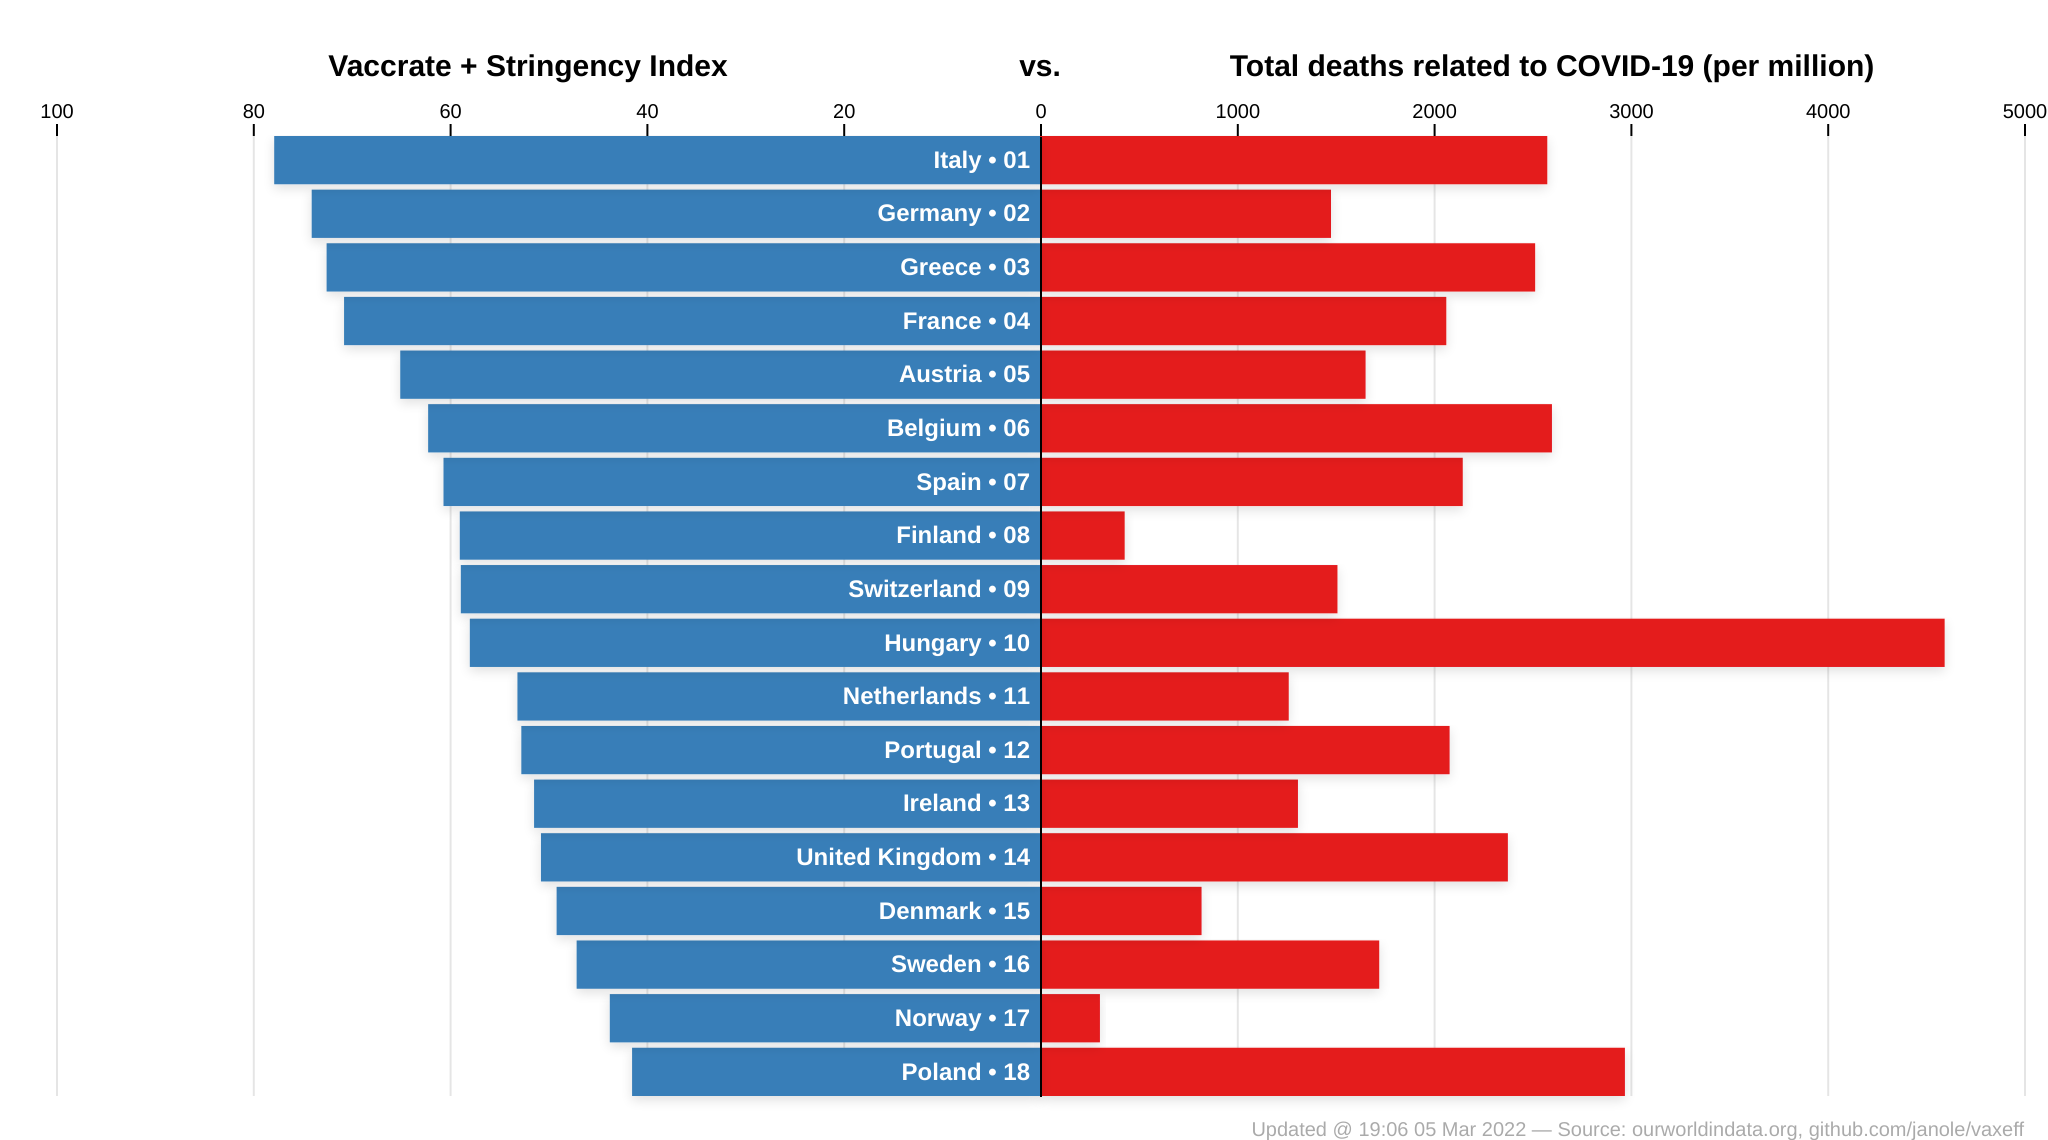 Vaccrate + Stringency Index vs. Total deaths related to COVID-19 (per million)
100 80 60 40 20 0 1000 2000 3000 4000 5000
Italy • 01
Germany • 02
Greece • 03
France • 04
Austria • 05
Belgium • 06
Spain • 07
Finland • 08
Switzerland • 09
Hungary • 10
Netherlands • 11
Portugal • 12
Ireland • 13
United Kingdom • 14
Denmark • 15
Sweden • 16
Norway • 17
Poland • 18
Updated @ 19:06 05 Mar 2022 — Source: ourworldindata.org, github.com/janole/vaxeff